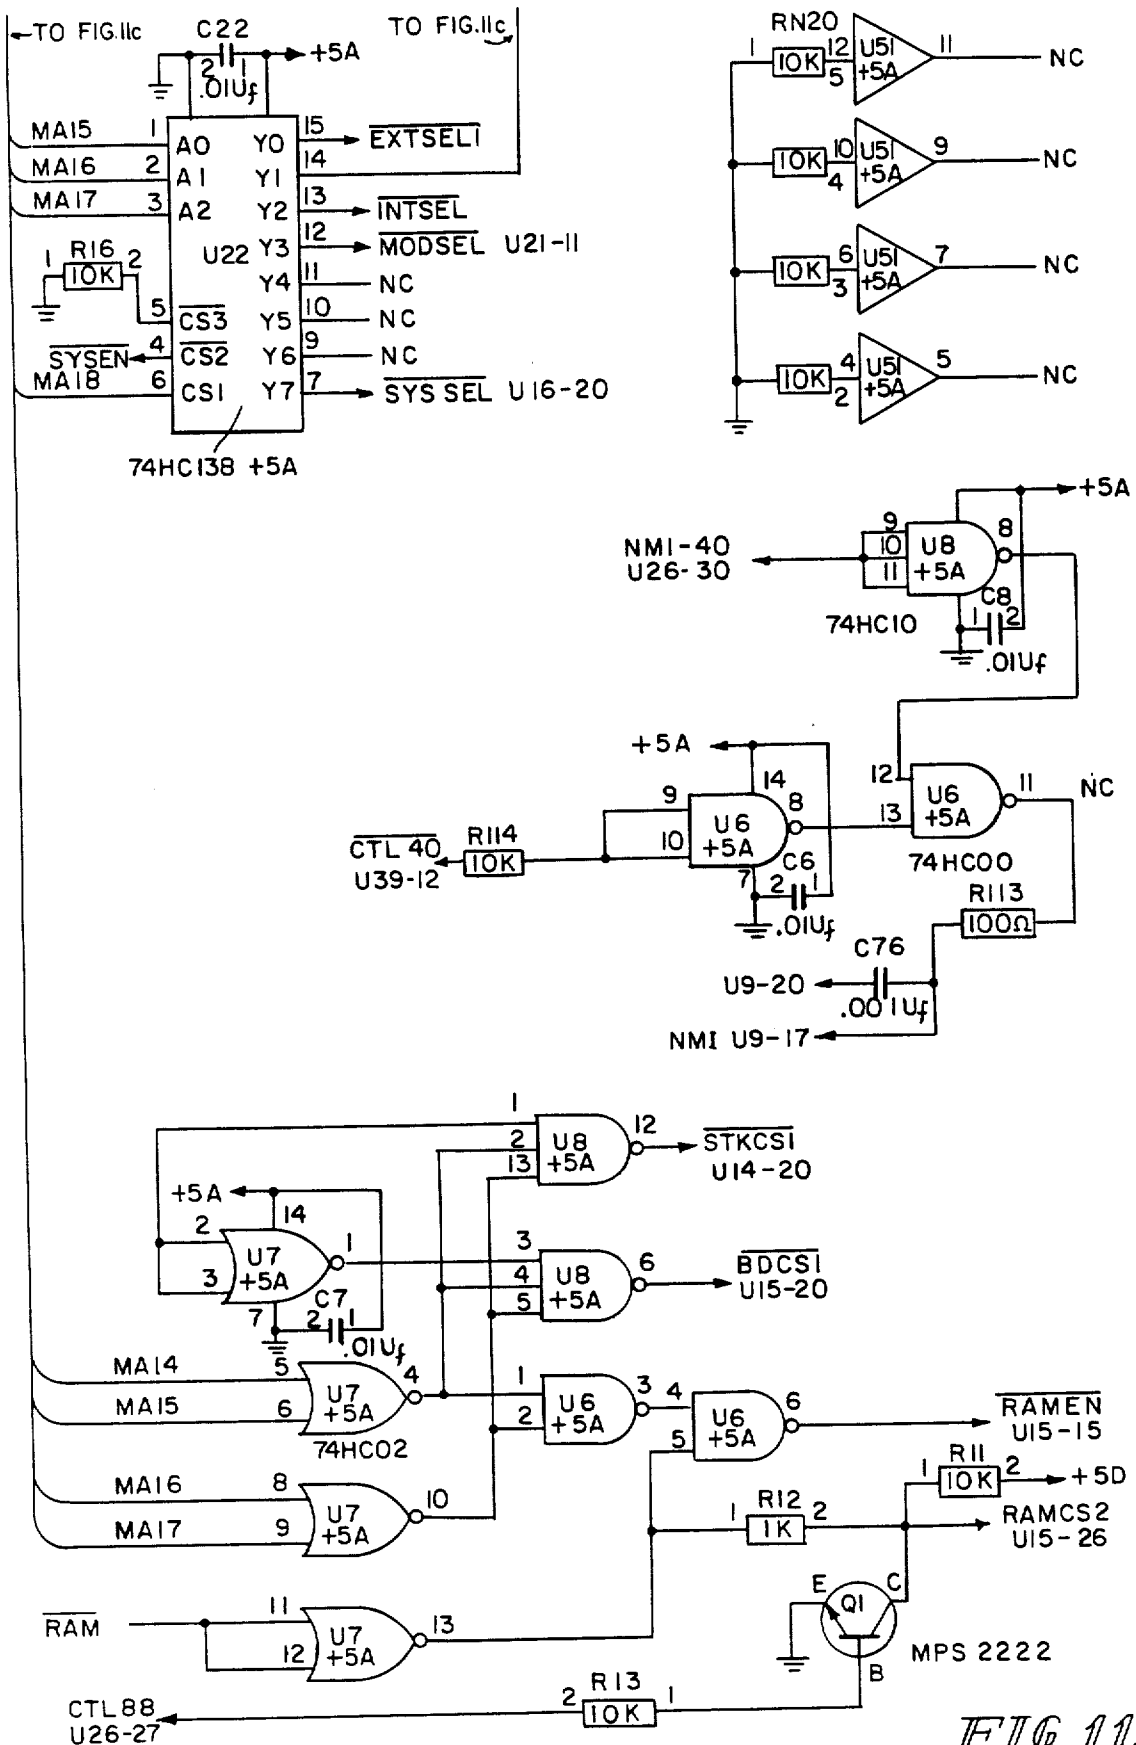 TO FIG.11c
C22
+5A
2 1
.01Uf
TO FIG.11c
MA15 1 A0
MA16 2 A1
MA17 3 A2
Y0 15 EXTSEL1
Y1 14
Y2 13 INTSEL
Y3 12 MODSEL U21-11
Y4 11 NC
Y5 10 NC
Y6 9 NC
Y7 7 SYS SEL U16-20
U22
1 R16 2
10K
5 CS3
SYSEN 4 CS2
MA18 6 CS1
74HC138 +5A
RN20
1 10K 12 5 U51 +5A 11 NC
10K 10 4 U51 +5A 9 NC
10K 6 3 U51 +5A 7 NC
10K 4 2 U51 +5A 5 NC
+5A
NMI-40
U26-30
9
10
11
U8
+5A
8
74HC10
1 C8 2
.01Uf
+5A
14
9
10
U6
+5A
8
7
2 C6 1
.01Uf
CTL 40
U39-12
R114
10K
12
13
U6
+5A
11
NC
74HC00
R113
100Ω
C76
U9-20
.001Uf
NMI U9-17
1
2
13
U8
+5A
12
STKCS1
U14-20
+5A
14
2
3
U7
+5A
1
7
2 C7 1
.01Uf
3
4
5
U8
+5A
6
BDCS1
U15-20
MA14 5
MA15 6
U7
+5A
4
74HC02
1
2
U6
+5A
3
4
5
U6
+5A
6
RAMEN
U15-15
MA16 8
MA17 9
U7
+5A
10
1 R11 2
10K
+5D
1 R12 2
1K
RAMCS2
U15-26
RAM
11
12
U7
+5A
13
E
C
Q1
B
MPS 2222
CTL88
U26-27
2 R13 1
10K